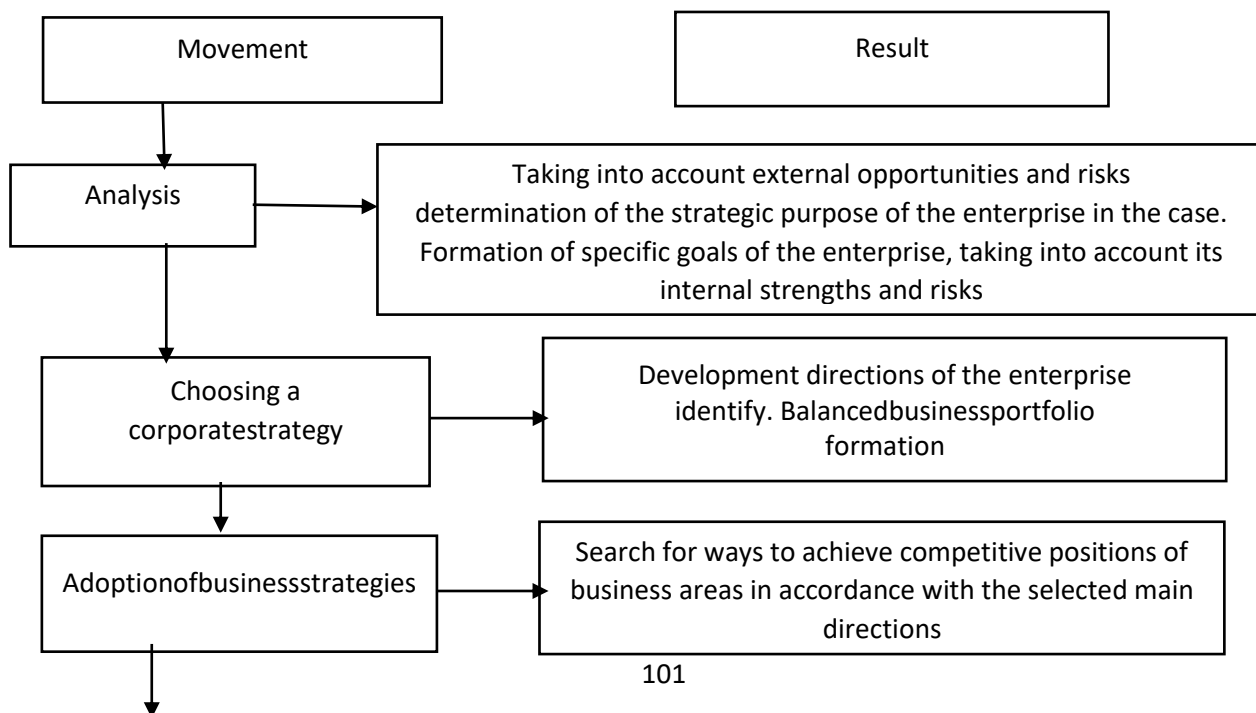 Movement
Result
Analysis
Taking into account external opportunities and risks
determination of the strategic purpose of the enterprise in the case.
Formation of specific goals of the enterprise, taking into account its
internal strengths and risks
Choosing a
corporatestrategy
Development directions of the enterprise
identify. Balancedbusinessportfolio
formation
Adoptionofbusinessstrategies
Search for ways to achieve competitive positions of
business areas in accordance with the selected main
directions
101